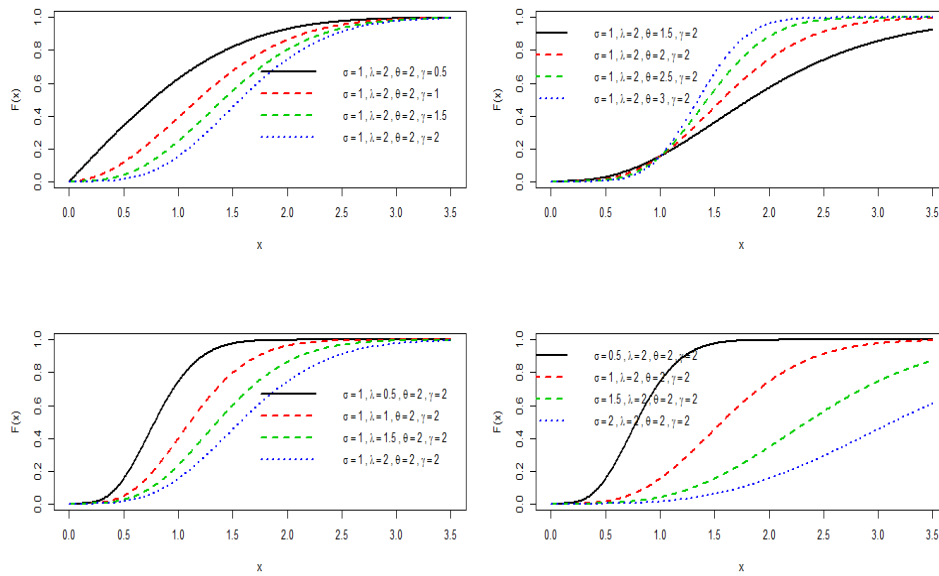 1.0
0.8
0.6
0.4
0.2
0.0
F(x)
σ=1, λ=2, θ=2, γ=0.5
σ=1, λ=2, θ=2, γ=1
σ=1, λ=2, θ=2, γ=1.5
σ=1, λ=2, θ=2, γ=2
0.0 0.5 1.0 1.5 2.0 2.5 3.0 3.5
x
1.0
0.8
0.6
0.4
0.2
0.0
F(x)
σ=1, λ=2, θ=1.5, γ=2
σ=1, λ=2, θ=2, γ=2
σ=1, λ=2, θ=2.5, γ=2
σ=1, λ=2, θ=3, γ=2
0.0 0.5 1.0 1.5 2.0 2.5 3.0 3.5
x
1.0
0.8
0.6
0.4
0.2
0.0
F(x)
σ=1, λ=0.5, θ=2, γ=2
σ=1, λ=1, θ=2, γ=2
σ=1, λ=1.5, θ=2, γ=2
σ=1, λ=2, θ=2, γ=2
0.0 0.5 1.0 1.5 2.0 2.5 3.0 3.5
x
1.0
0.8
0.6
0.4
0.2
0.0
F(x)
σ=0.5, λ=2, θ=2, γ=2
σ=1, λ=2, θ=2, γ=2
σ=1.5, λ=2, θ=2, γ=2
σ=2, λ=2, θ=2, γ=2
0.0 0.5 1.0 1.5 2.0 2.5 3.0 3.5
x